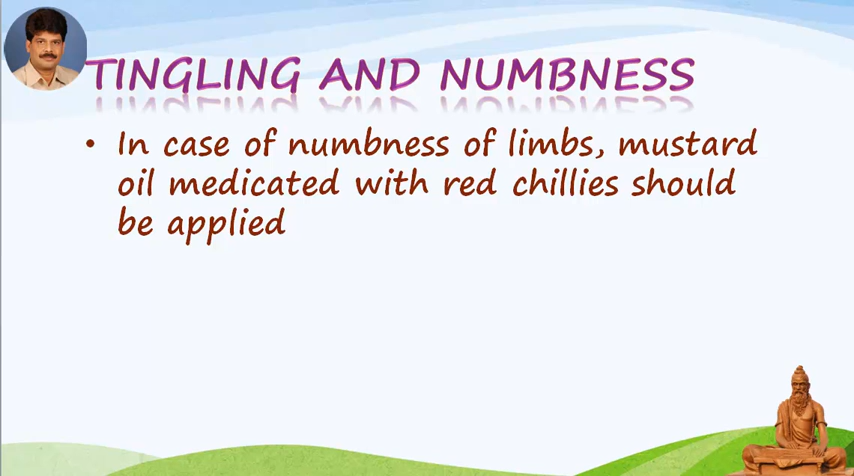 TINGLING AND NUMBNESS
• In case of numbness of limbs, mustard
oil medicated with red chillies should
be applied